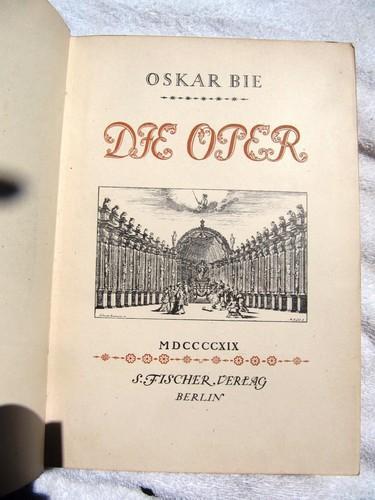 OSKAR BIE
DIE OPER
MDCCCCXIX
S. FISCHER, VERLAG
BERLIN